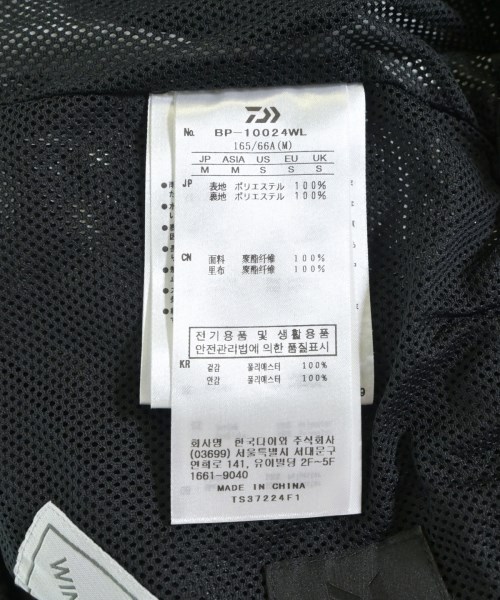 No. BP-10024WL
165/66A(M)
JP ASIA US EU UK
M M S S S
JP 表地 ポリエステル 100%
裏地 ポリエステル 100%
CN 面料 聚酯纤维 100%
里布 聚酯纤维 100%
전기용품 및 생활용품
안전관리법에 의한 품질표시
KR 겉감 폴리에스터 100%
안감 폴리에스터 100%
회사명 한국다이와 주식회사
(03699) 서울특별시 서대문구
연희로 141, 유아빌딩 2F~5F
1661-9040
MADE IN CHINA
TS37224F1
WIN